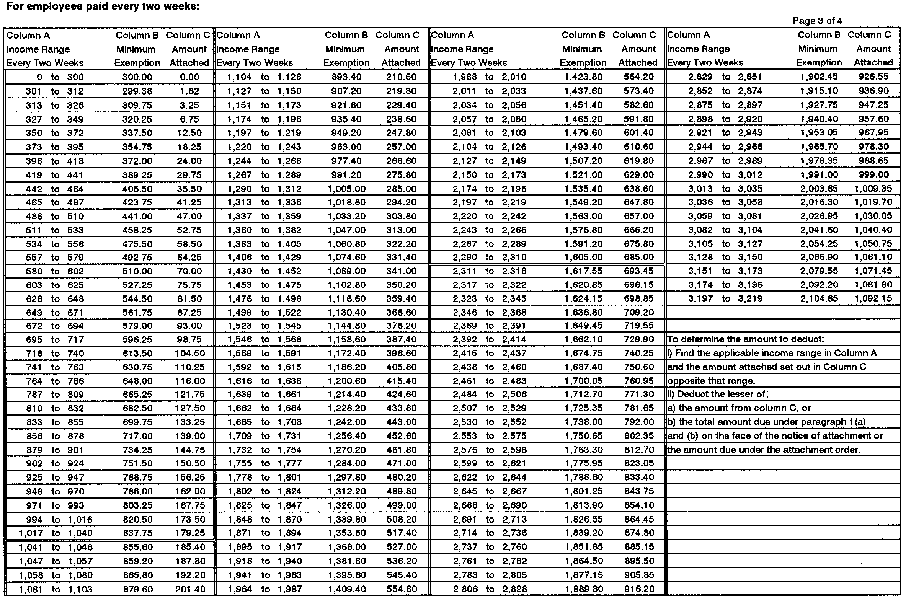 For employees paid every two weeks:
Page 3 of 4
Column A Column B Column C Column A Column B Column C Column A Column B Column C Column A Column B Column C
Income Range Minimum Amount Income Range Minimum Amount Income Range Minimum Amount Income Range Minimum Amount
Every Two Weeks Exemption Attached Every Two Weeks Exemption Attached Every Two Weeks Exemption Attached Every Two Weeks Exemption Attached
0 to 300 300.00 0.00 1,104 to 1,126 893.40 210.60 1,988 to 2,010 1,423.80 564.20 2,829 to 2,851 1,902.45 926.55
301 to 312 299.38 1.62 1,127 to 1,150 907.20 219.80 2,011 to 2,033 1,437.60 573.40 2,852 to 2,874 1,915.10 936.90
313 to 326 309.75 3.25 1,151 to 1,173 921.60 229.40 2,034 to 2,056 1,451.40 582.60 2,875 to 2,897 1,927.75 947.25
327 to 349 320.25 6.75 1,174 to 1,196 935.40 238.60 2,057 to 2,080 1,465.20 591.80 2,898 to 2,920 1,940.40 957.60
350 to 372 337.50 12.50 1,197 to 1,219 949.20 247.80 2,081 to 2,103 1,479.60 601.40 2,921 to 2,943 1,953.05 967.95
373 to 395 354.75 18.25 1,220 to 1,243 963.00 257.00 2,104 to 2,126 1,493.40 610.60 2,944 to 2,966 1,965.70 978.30
396 to 418 372.00 24.00 1,244 to 1,266 977.40 266.60 2,127 to 2,149 1,507.20 619.80 2,967 to 2,989 1,978.35 988.65
419 to 441 389.25 29.75 1,267 to 1,289 991.20 275.80 2,150 to 2,173 1,521.00 629.00 2,990 to 3,012 1,991.00 999.00
442 to 464 406.50 35.50 1,290 to 1,312 1,005.00 285.00 2,174 to 2,196 1,535.40 638.60 3,013 to 3,035 2,003.65 1,009.35
465 to 487 423.75 41.25 1,313 to 1,336 1,018.80 294.20 2,197 to 2,219 1,549.20 647.80 3,036 to 3,058 2,016.30 1,019.70
488 to 510 441.00 47.00 1,337 to 1,359 1,033.20 303.80 2,220 to 2,242 1,563.00 657.00 3,059 to 3,081 2,028.95 1,030.05
511 to 533 458.25 52.75 1,360 to 1,382 1,047.00 313.00 2,243 to 2,266 1,576.80 666.20 3,082 to 3,104 2,041.60 1,040.40
534 to 556 475.50 58.50 1,383 to 1,405 1,060.80 322.20 2,267 to 2,289 1,591.20 675.80 3,105 to 3,127 2,054.25 1,050.75
557 to 579 492.75 64.25 1,406 to 1,429 1,074.60 331.40 2,290 to 2,310 1,605.00 685.00 3,128 to 3,150 2,066.90 1,061.10
580 to 602 510.00 70.00 1,430 to 1,452 1,089.00 341.00 2,311 to 2,316 1,617.55 693.45 3,151 to 3,173 2,079.55 1,071.45
603 to 625 527.25 75.75 1,453 to 1,475 1,102.80 350.20 2,317 to 2,322 1,620.85 696.15 3,174 to 3,196 2,092.20 1,081.80
626 to 648 544.50 81.50 1,476 to 1,498 1,116.60 359.40 2,323 to 2,345 1,624.15 698.85 3,197 to 3,219 2,104.85 1,092.15
649 to 671 561.75 87.25 1,499 to 1,522 1,130.40 368.60 2,346 to 2,368 1,636.80 709.20
672 to 694 579.00 93.00 1,523 to 1,545 1,144.80 378.20 2,369 to 2,391 1,649.45 719.55
695 to 717 596.25 98.75 1,546 to 1,568 1,158.60 387.40 2,392 to 2,414 1,662.10 729.90 To determine the amount to deduct:
718 to 740 613.50 104.50 1,569 to 1,591 1,172.40 396.60 2,415 to 2,437 1,674.75 740.25 i) Find the applicable income range in Column A
741 to 763 630.75 110.25 1,592 to 1,615 1,186.20 405.80 2,438 to 2,460 1,687.40 750.60 and the amount attached set out in Column C
764 to 786 648.00 116.00 1,616 to 1,638 1,200.60 415.40 2,461 to 2,483 1,700.05 760.95 opposite that range.
787 to 809 665.25 121.75 1,639 to 1,661 1,214.40 424.60 2,484 to 2,506 1,712.70 771.30 ii) Deduct the lesser of;
810 to 832 682.50 127.50 1,662 to 1,684 1,228.20 433.80 2,507 to 2,529 1,725.35 781.65 a) the amount from column C, or
833 to 855 699.75 133.25 1,685 to 1,708 1,242.00 443.00 2,530 to 2,552 1,738.00 792.00 b) the total amount due under paragraph 1(a)
856 to 878 717.00 139.00 1,709 to 1,731 1,256.40 452.60 2,553 to 2,575 1,750.65 802.35 and (b) on the face of the notice of attachment or
879 to 901 734.25 144.75 1,732 to 1,754 1,270.20 461.80 2,576 to 2,598 1,763.30 812.70 the amount due under the attachment order.
902 to 924 751.50 150.50 1,755 to 1,777 1,284.00 471.00 2,599 to 2,621 1,775.95 823.05
925 to 947 768.75 156.25 1,778 to 1,801 1,297.80 480.20 2,622 to 2,644 1,788.60 833.40
948 to 970 786.00 162.00 1,802 to 1,824 1,312.20 489.80 2,645 to 2,667 1,801.25 843.75
971 to 993 803.25 167.75 1,825 to 1,847 1,326.00 499.00 2,668 to 2,690 1,813.90 854.10
994 to 1,016 820.50 173.50 1,848 to 1,870 1,339.80 508.20 2,691 to 2,713 1,826.55 864.45
1,017 to 1,040 837.75 179.25 1,871 to 1,894 1,353.60 517.40 2,714 to 2,736 1,839.20 874.80
1,041 to 1,046 855.60 185.40 1,895 to 1,917 1,368.00 527.00 2,737 to 2,760 1,851.85 885.15
1,047 to 1,057 859.20 187.80 1,918 to 1,940 1,381.80 536.20 2,761 to 2,782 1,864.50 895.50
1,058 to 1,080 865.80 192.20 1,941 to 1,963 1,395.60 545.40 2,783 to 2,805 1,877.15 905.85
1,081 to 1,103 879.60 201.40 1,964 to 1,987 1,409.40 554.60 2,806 to 2,828 1,889.80 916.20